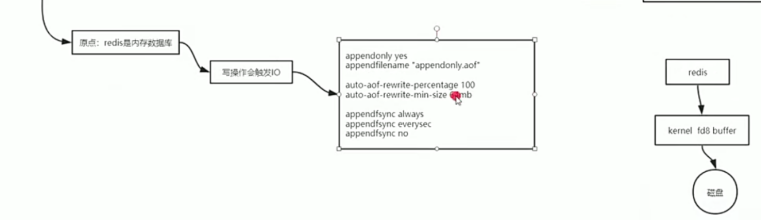 原点：redis是内存数据库
写操作会触发IO
appendonly yes
appendfilename "appendonly.aof"
auto-aof-rewrite-percentage 100
auto-aof-rewrite-min-size
appendfsync always
appendfsync everysec
appendfsync no
redis
kernel fd8 buffer
磁盘